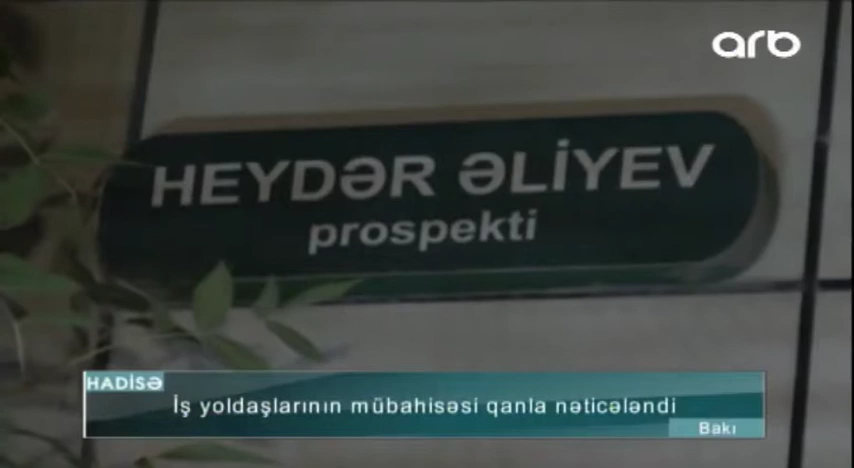 arb
HEYDƏR ƏLİYEV
prospekti
HADİSƏ
İş yoldaşlarının mübahisəsi qanla nəticələndi
Bakı